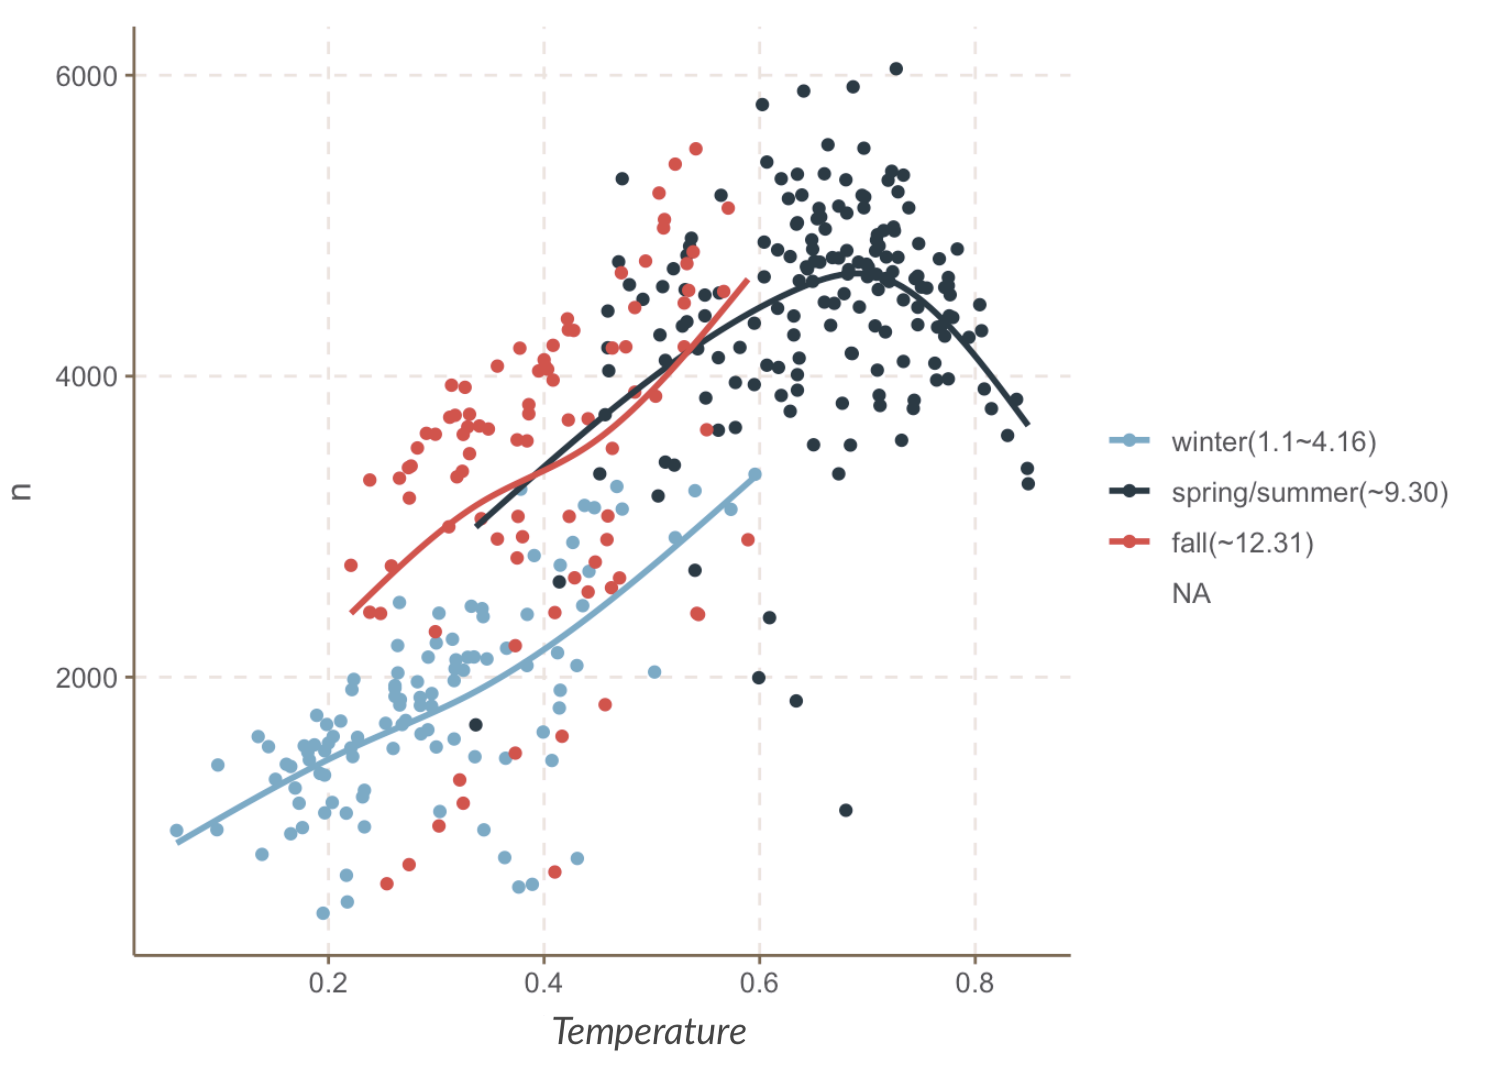 6000
4000
2000
n
0.2 0.4 0.6 0.8
Temperature
winter(1.1~4.16)
spring/summer(~9.30)
fall(~12.31)
NA